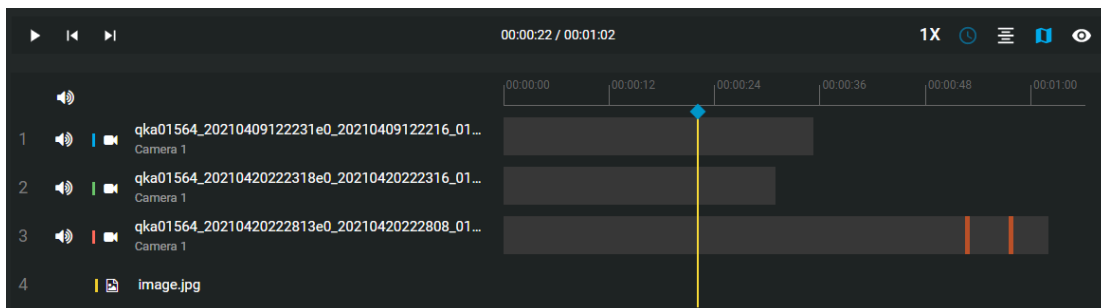 00:00:22 / 00:01:02
1X
00:00:00 00:00:12 00:00:24 00:00:36 00:00:48 00:01:00
1 qka01564_20210409122231e0_20210409122216_01...
Camera 1
2 qka01564_20210420222318e0_20210420222316_01...
Camera 1
3 qka01564_20210420222813e0_20210420222808_01...
Camera 1
4 image.jpg